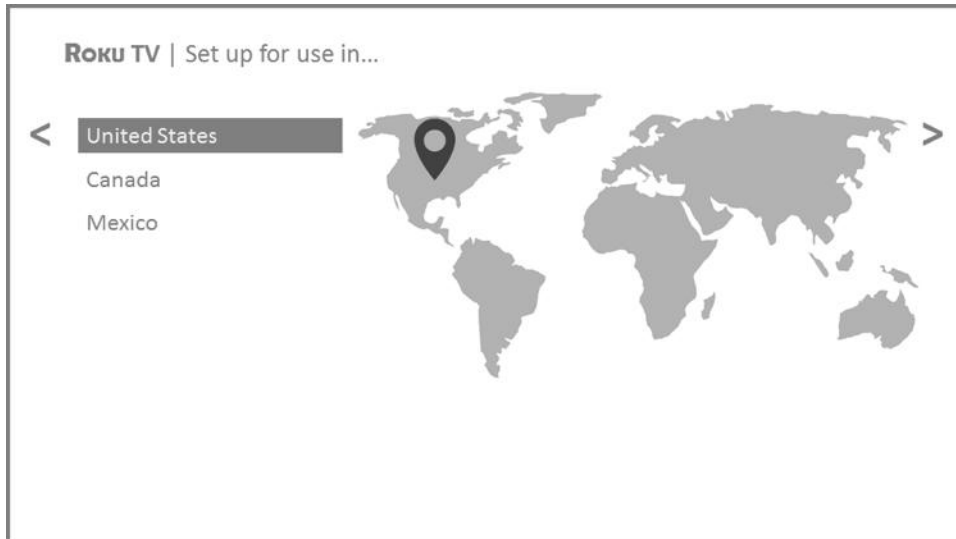 ROKU TV | Set up for use in...
<
United States
>
Canada
Mexico